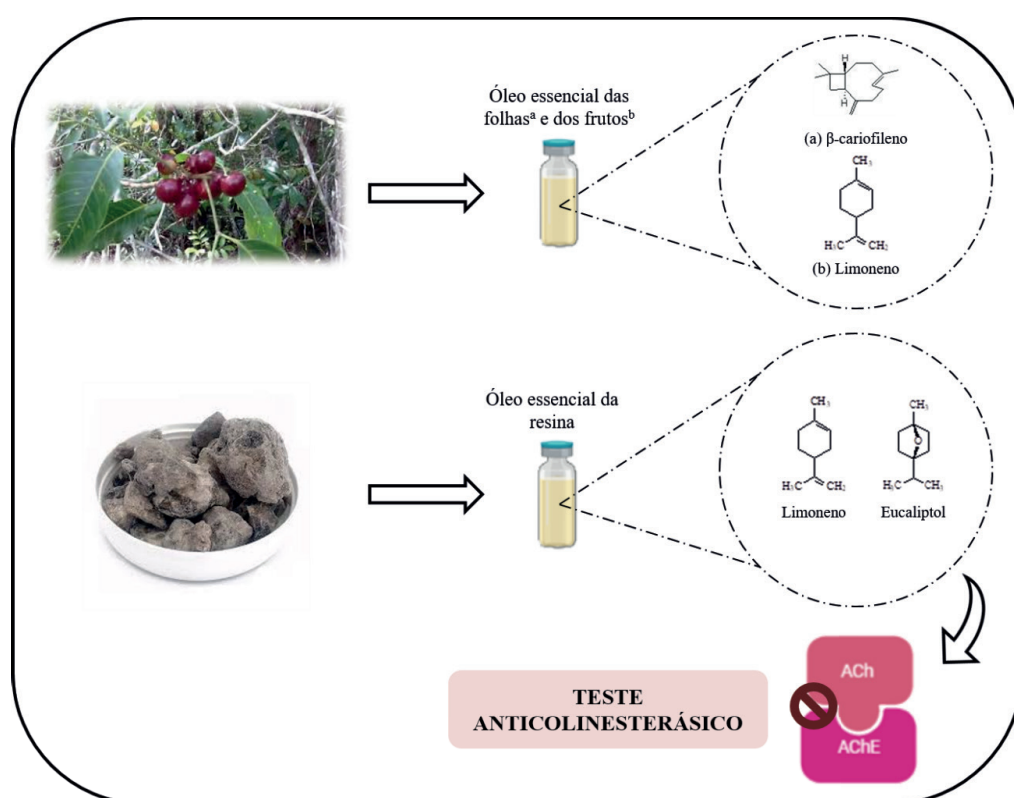 Óleo essencial das
folhasᵃ e dos frutosᵇ
H
H
(a) β-cariofileno
CH₃
H₃C
CH₂
(b) Limoneno
Óleo essencial da
resina
CH₃
H₃C
CH₂
Limoneno
CH₃
O
H₃C
CH₃
Eucaliptol
TESTE
ANTICOLINESTERÁSICO
ACh
AChE